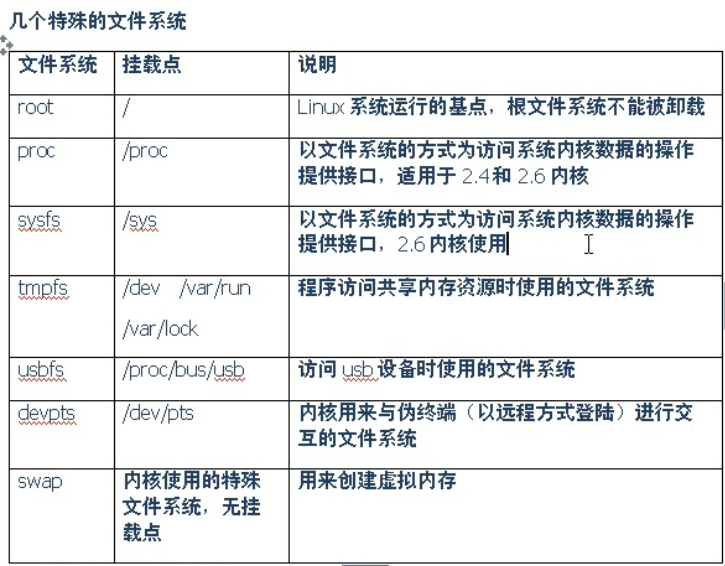 几个特殊的文件系统
文件系统 挂载点 说明
root / Linux 系统运行的基点，根文件系统不能被卸载
proc /proc 以文件系统的方式为访问系统内核数据的操作
提供接口，适用于 2.4和 2.6 内核
sysfs /sys 以文件系统的方式为访问系统内核数据的操作
提供接口，2.6 内核使用
tmpfs /dev /var/run 程序访问共享内存资源时使用的文件系统
/var/lock
usbfs /proc/bus/usb 访问 usb 设备时使用的文件系统
devpts /dev/pts 内核用来与伪终端（以远程方式登陆）进行交
互的文件系统
swap 内核使用的特殊 用来创建虚拟内存
文件系统，无挂
载点